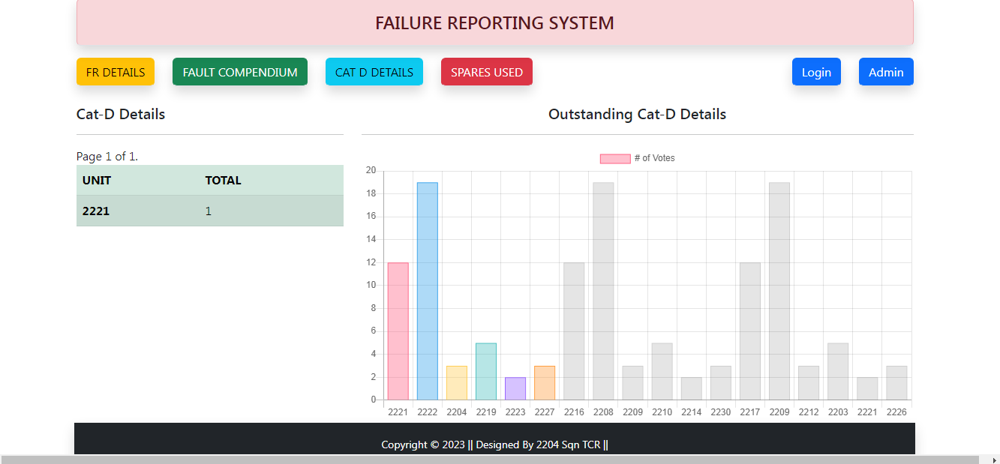 FAILURE REPORTING SYSTEM
FR DETAILS FAULT COMPENDIUM CAT D DETAILS SPARES USED Login Admin
Cat-D Details
Page 1 of 1.
UNIT TOTAL
2221 1
Outstanding Cat-D Details
# of Votes
20
18
16
14
12
10
8
6
4
2
0
2221 2222 2204 2219 2223 2227 2216 2208 2209 2210 2214 2230 2217 2209 2212 2203 2221 2226
Copyright © 2023 || Designed By 2204 Sqn TCR ||